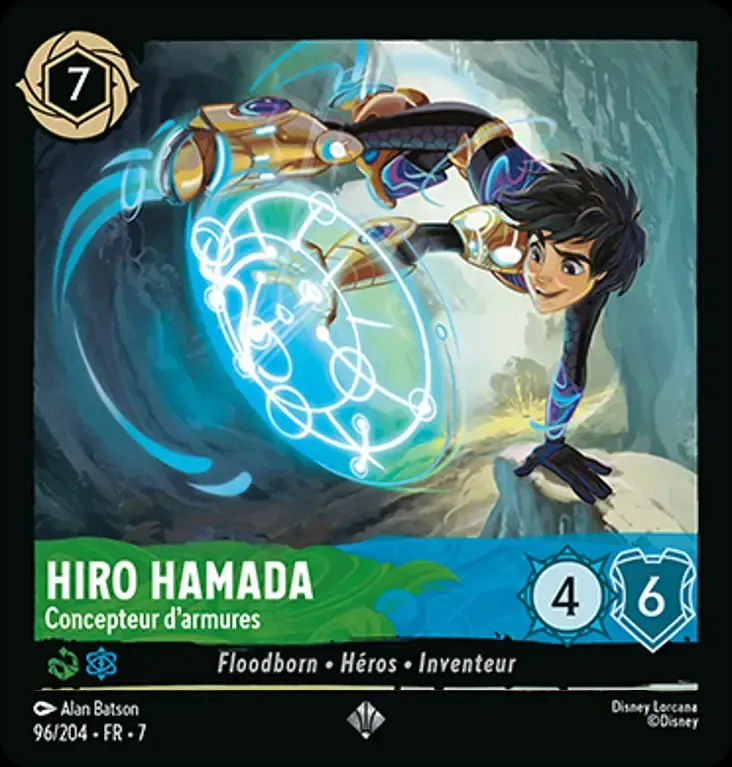 7
HIRO HAMADA
Concepteur d'armures
4
6
Floodborn • Héros • Inventeur
Alan Batson
Disney Lorcana
96/204 • FR • 7
©Disney